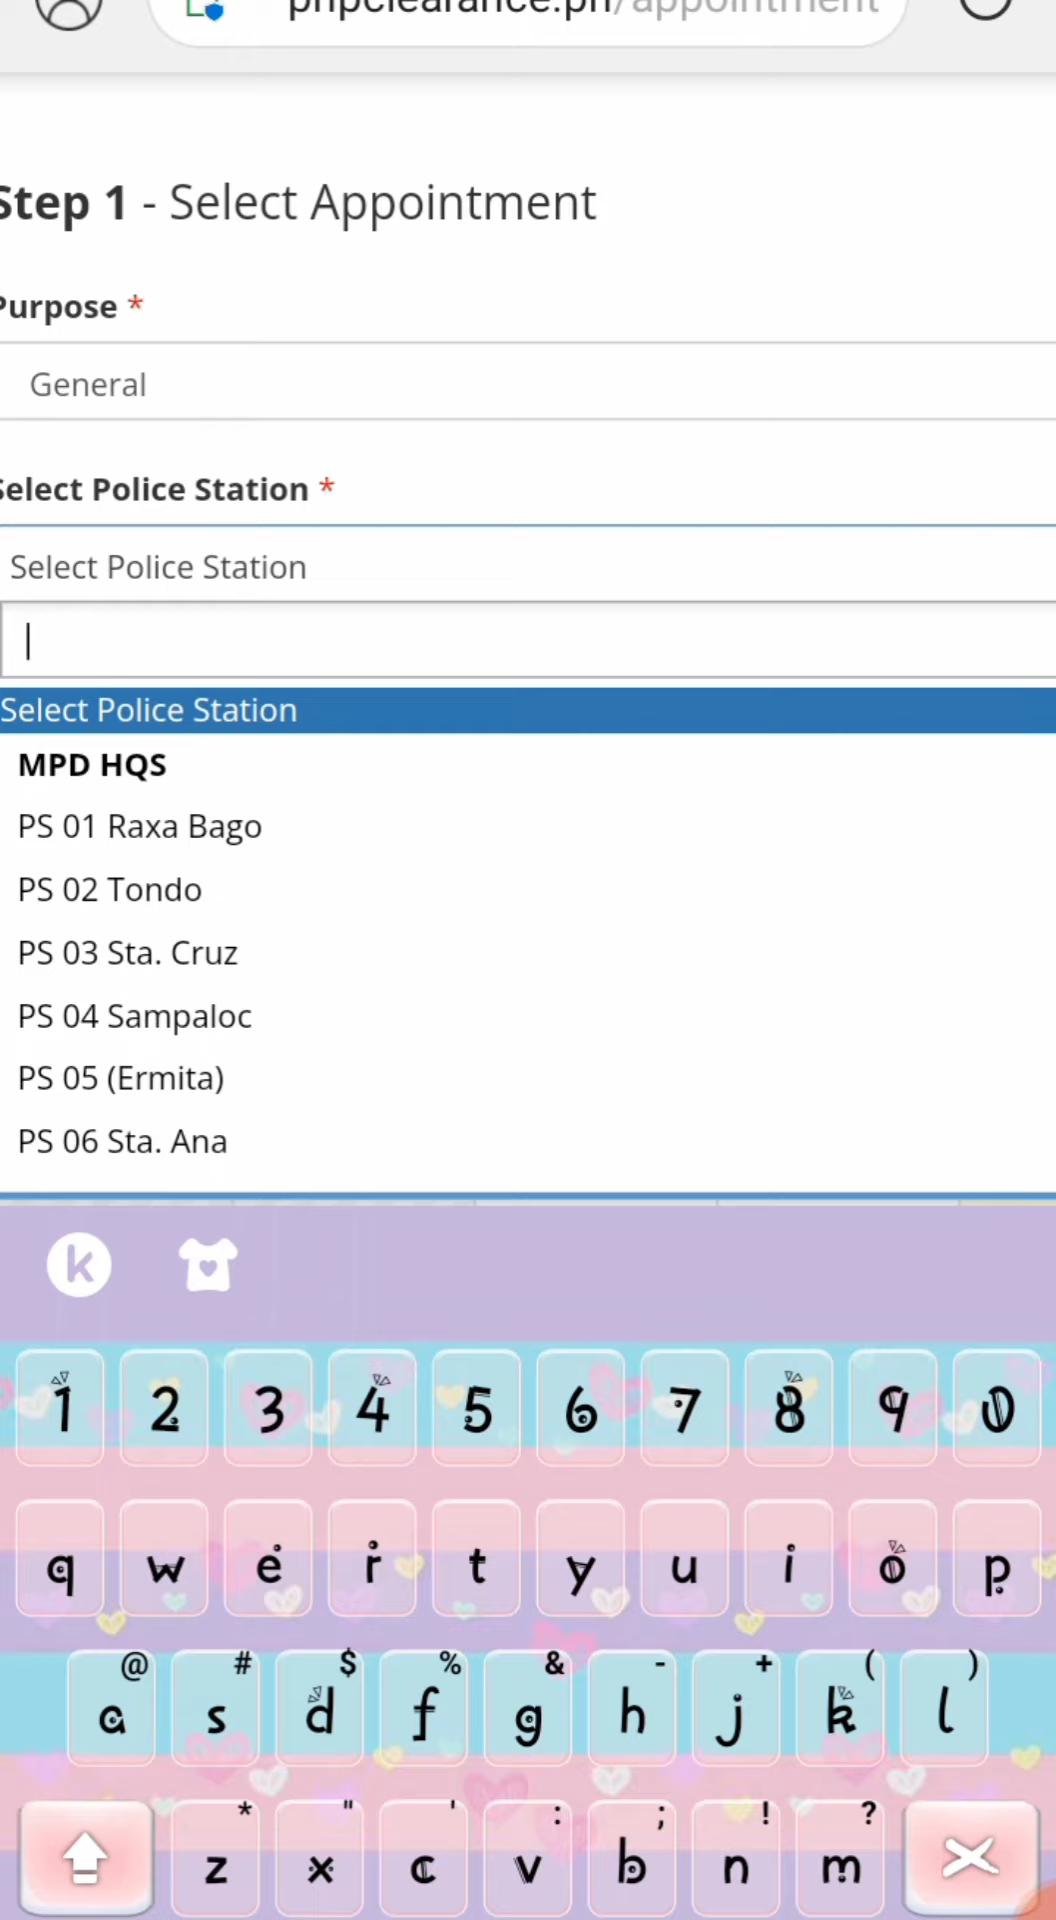 pnpclearance.ph/appointment
Step 1 - Select Appointment
Purpose *
General
Select Police Station *
Select Police Station
Select Police Station
MPD HQS
PS 01 Raxa Bago
PS 02 Tondo
PS 03 Sta. Cruz
PS 04 Sampaloc
PS 05 (Ermita)
PS 06 Sta. Ana
k
1 2 3 4 5 6 7 8 9 0
q w e r t y u i o p
@ # $ % & - + ( )
a s d f g h j k l
* " ' : ; ! ?
z x c v b n m